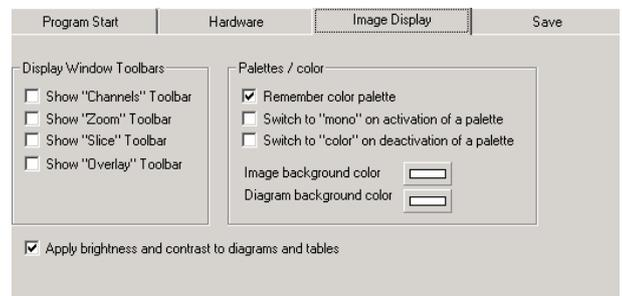 Program Start
Hardware
Image Display
Save
Display Window Toolbars
Show "Channels" Toolbar
Show "Zoom" Toolbar
Show "Slice" Toolbar
Show "Overlay" Toolbar
Palettes / color
Remember color palette
Switch to "mono" on activation of a palette
Switch to "color" on deactivation of a palette
Image background color
Diagram background color
Apply brightness and contrast to diagrams and tables